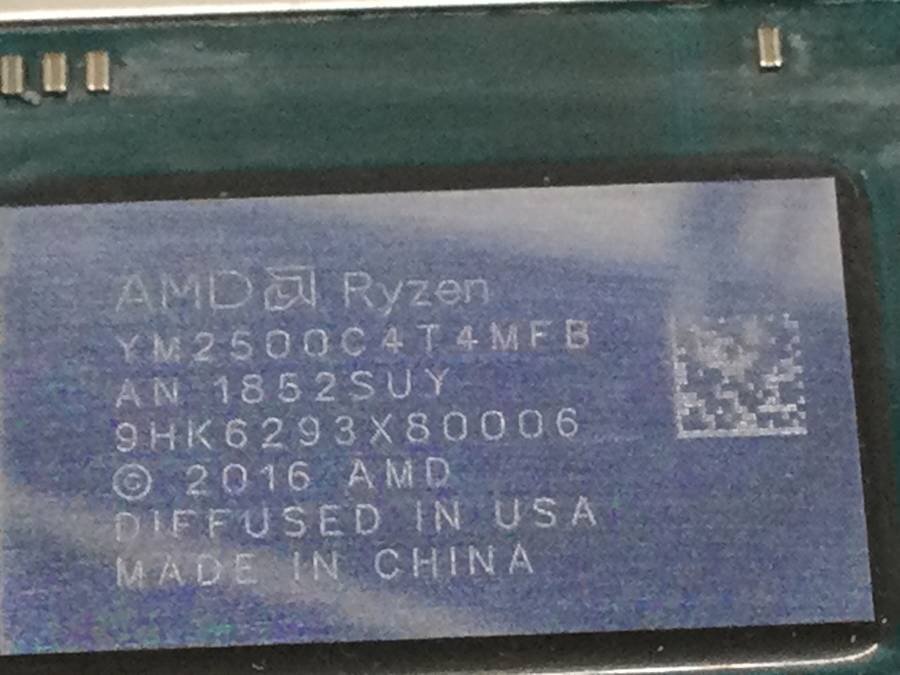 AMD Ryzen
YM2500C4T4MFB
AN 1852SUY
9HK6293X80006
© 2016 AMD
DIFFUSED IN USA
MADE IN CHINA